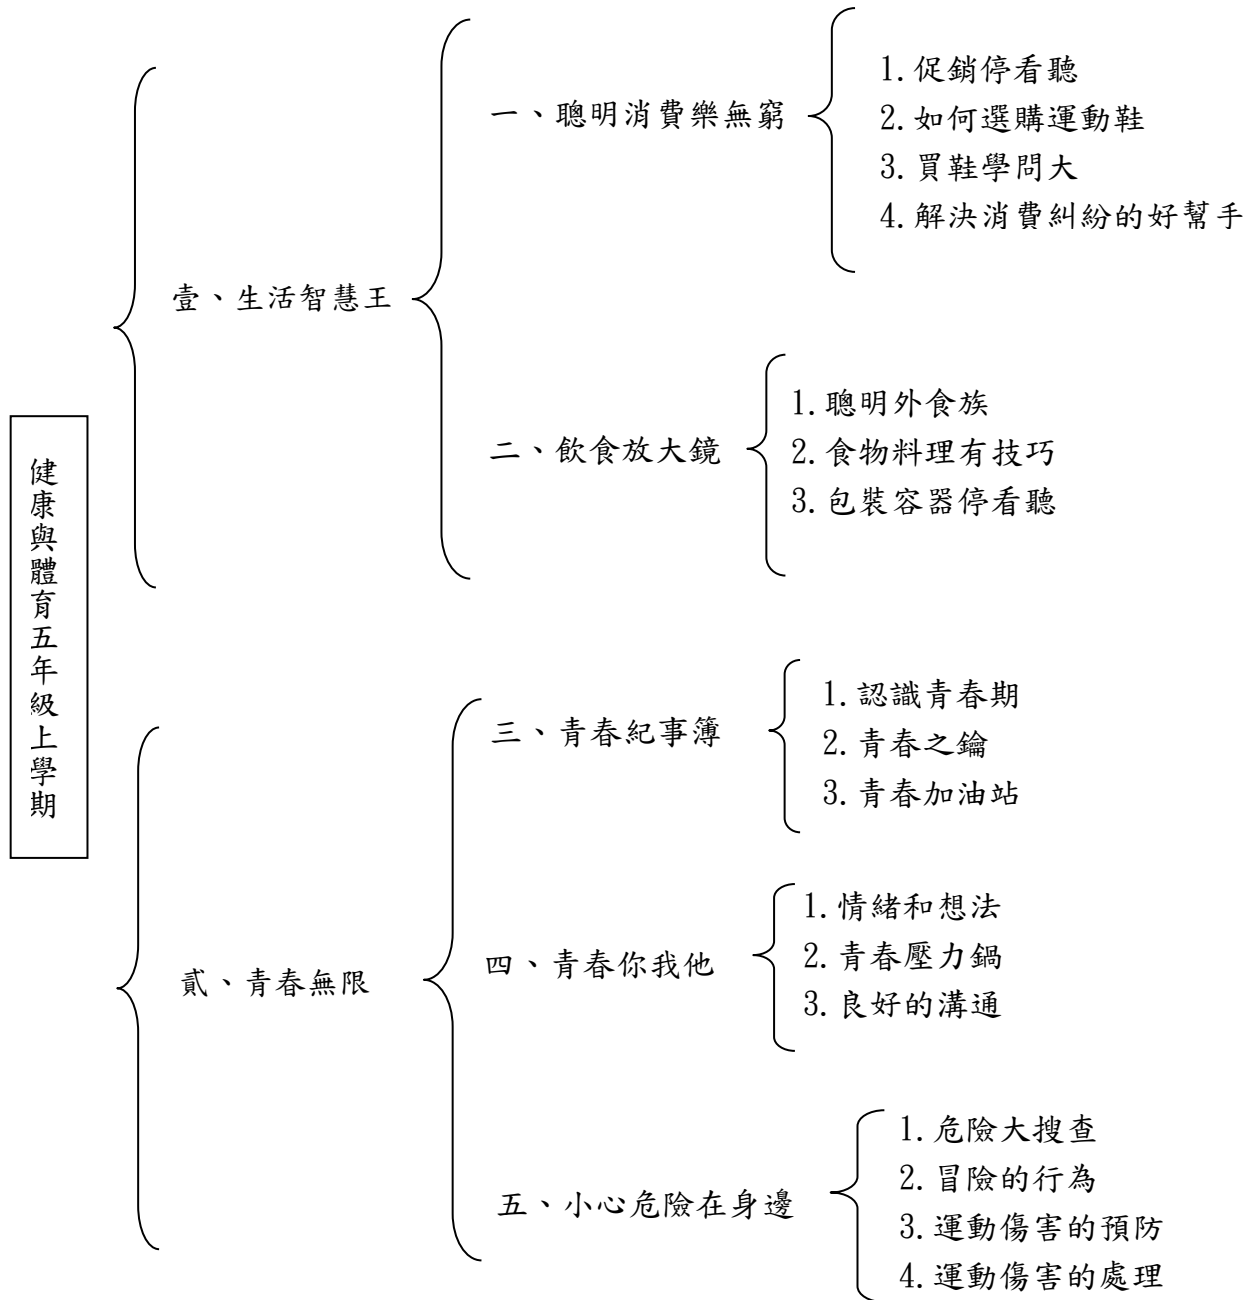 健康與體育五年級上學期
壹、生活智慧王
一、聰明消費樂無窮
1.促銷停看聽
2.如何選購運動鞋
3.買鞋學問大
4.解決消費糾紛的好幫手
二、飲食放大鏡
1.聰明外食族
2.食物料理有技巧
3.包裝容器停看聽
貳、青春無限
三、青春紀事簿
1.認識青春期
2.青春之鑰
3.青春加油站
四、青春你我他
1.情緒和想法
2.青春壓力鍋
3.良好的溝通
五、小心危險在身邊
1.危險大搜查
2.冒險的行為
3.運動傷害的預防
4.運動傷害的處理